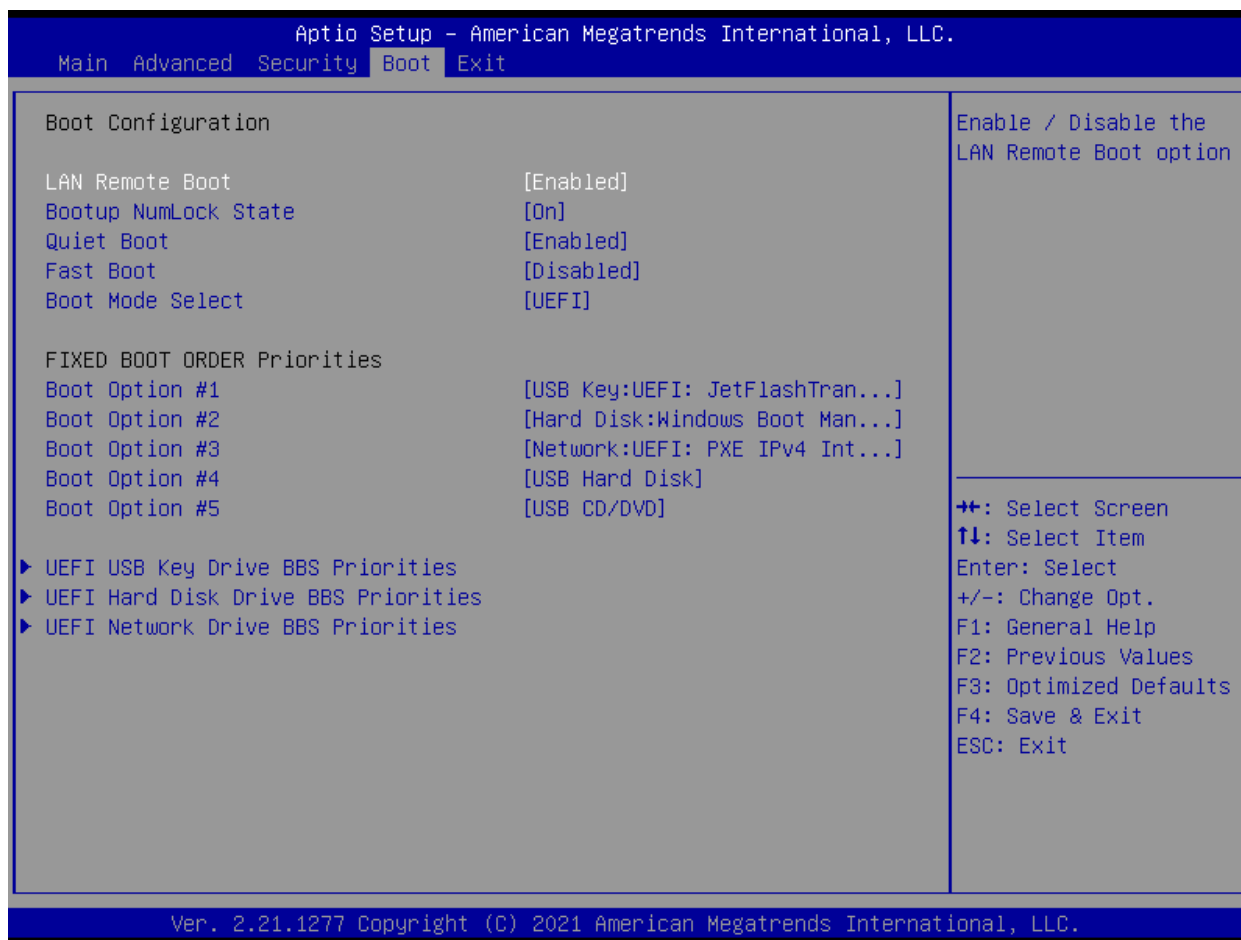 Aptio Setup – American Megatrends International, LLC.
Main Advanced Security Boot Exit
Boot Configuration
LAN Remote Boot [Enabled]
Bootup NumLock State [On]
Quiet Boot [Enabled]
Fast Boot [Disabled]
Boot Mode Select [UEFI]
FIXED BOOT ORDER Priorities
Boot Option #1 [USB Key:UEFI: JetFlashTran...]
Boot Option #2 [Hard Disk:Windows Boot Man...]
Boot Option #3 [Network:UEFI: PXE IPv4 Int...]
Boot Option #4 [USB Hard Disk]
Boot Option #5 [USB CD/DVD]
▶ UEFI USB Key Drive BBS Priorities
▶ UEFI Hard Disk Drive BBS Priorities
▶ UEFI Network Drive BBS Priorities
Enable / Disable the
LAN Remote Boot option
→←: Select Screen
↑↓: Select Item
Enter: Select
+/-: Change Opt.
F1: General Help
F2: Previous Values
F3: Optimized Defaults
F4: Save & Exit
ESC: Exit
Ver. 2.21.1277 Copyright (C) 2021 American Megatrends International, LLC.